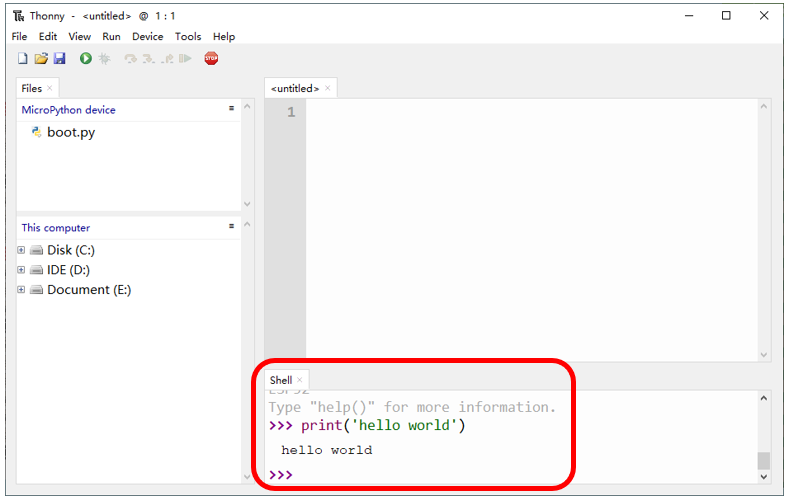 Thonny - <untitled> @ 1 : 1
File Edit View Run Device Tools Help
STOP
Files ×
MicroPython device
boot.py
This computer
Disk (C:)
IDE (D:)
Document (E:)
<untitled> ×
1
Shell ×
ESP32
Type "help()" for more information.
>>> print('hello world')
hello world
>>>